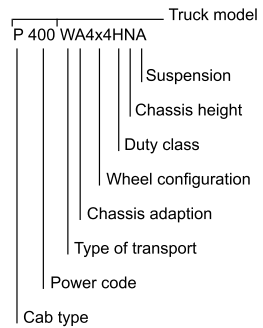 Truck model
P 400 WA4x4HNA
Suspension
Chassis height
Duty class
Wheel configuration
Chassis adaption
Type of transport
Power code
Cab type